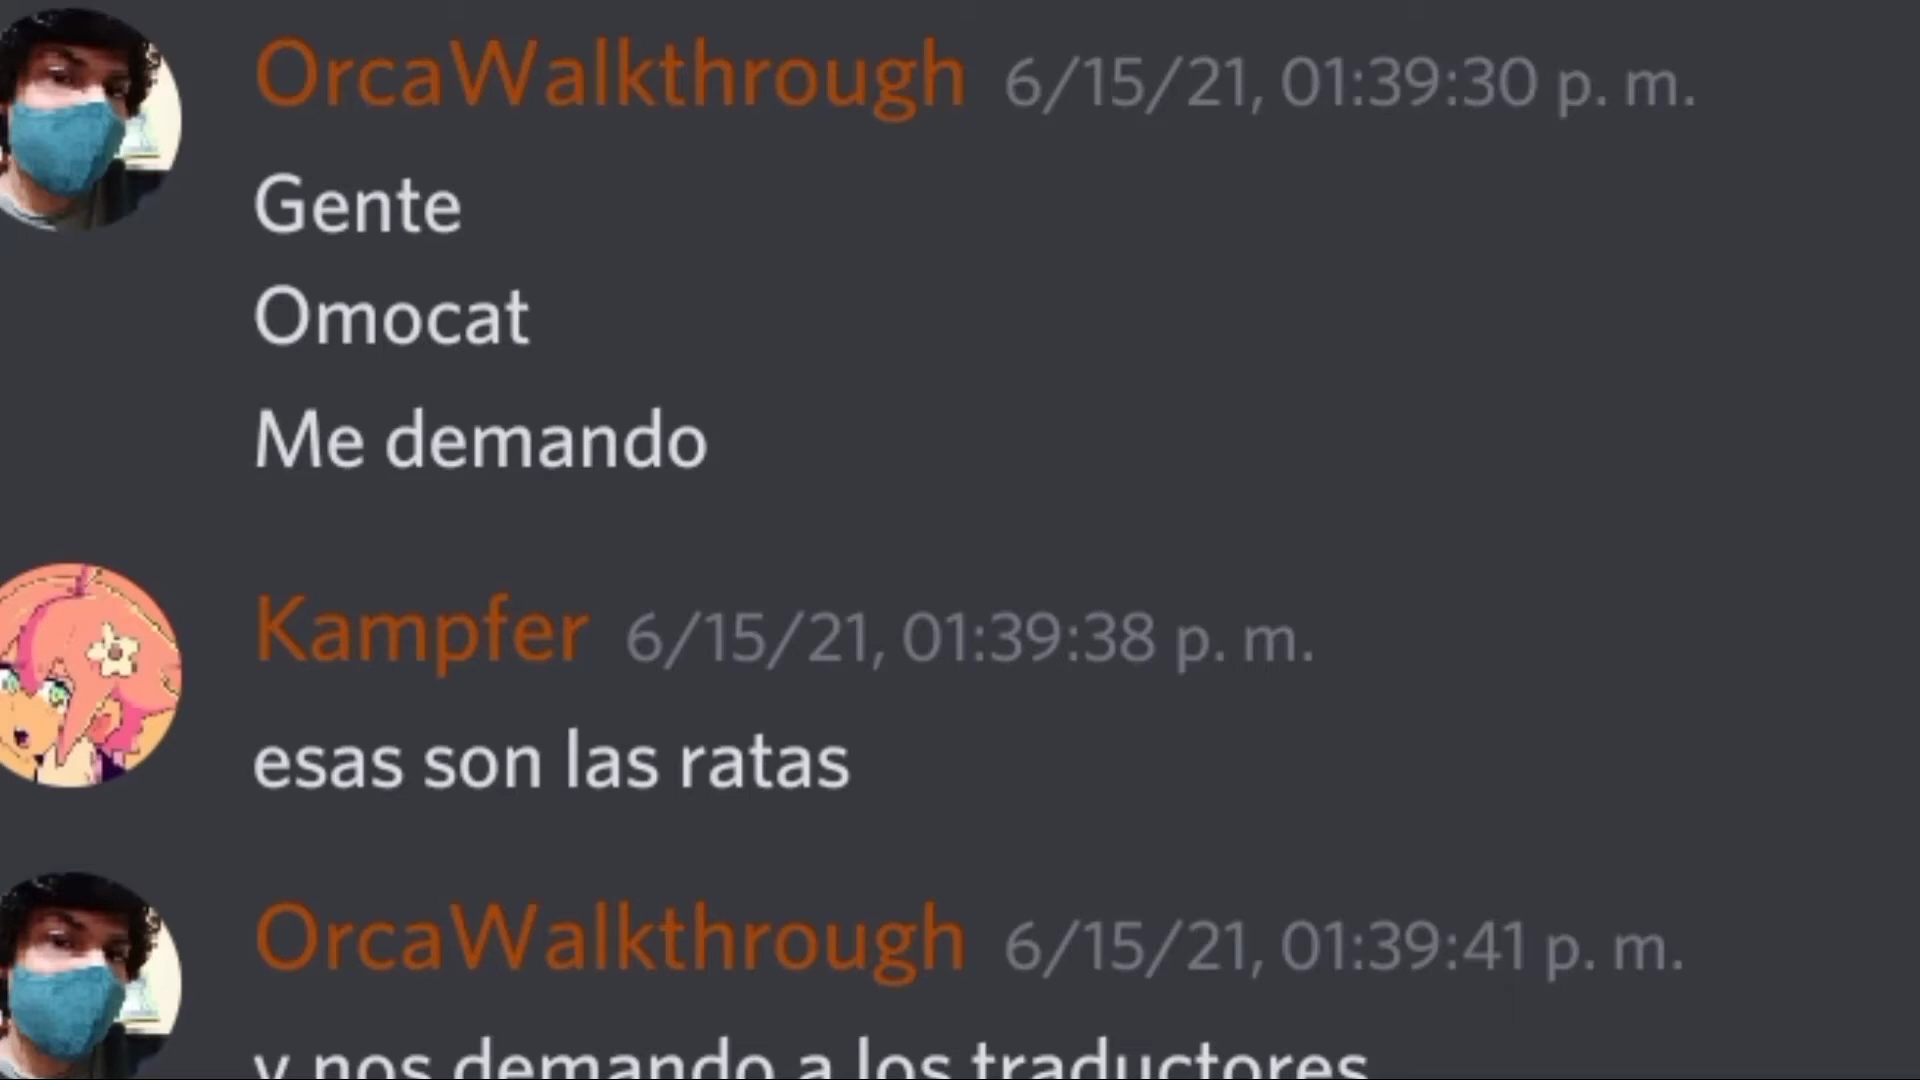 OrcaWalkthrough 6/15/21, 01:39:30 p. m.
Gente
Omocat
Me demando
Kampfer 6/15/21, 01:39:38 p. m.
esas son las ratas
OrcaWalkthrough 6/15/21, 01:39:41 p. m.
y nos demando a los traductores